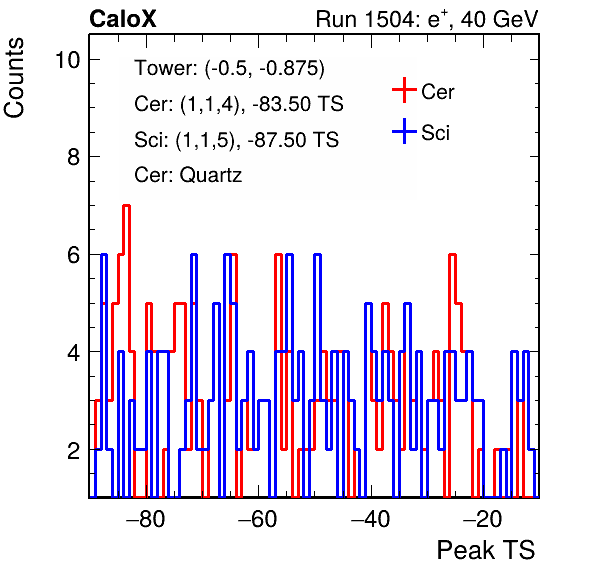 CaloX Run 1504: e⁺, 40 GeV
Counts
Tower: (-0.5, -0.875)
Cer: (1,1,4), -83.50 TS
Sci: (1,1,5), -87.50 TS
Cer: Quartz
Cer
Sci
10
8
6
4
2
−80 −60 −40 −20
Peak TS